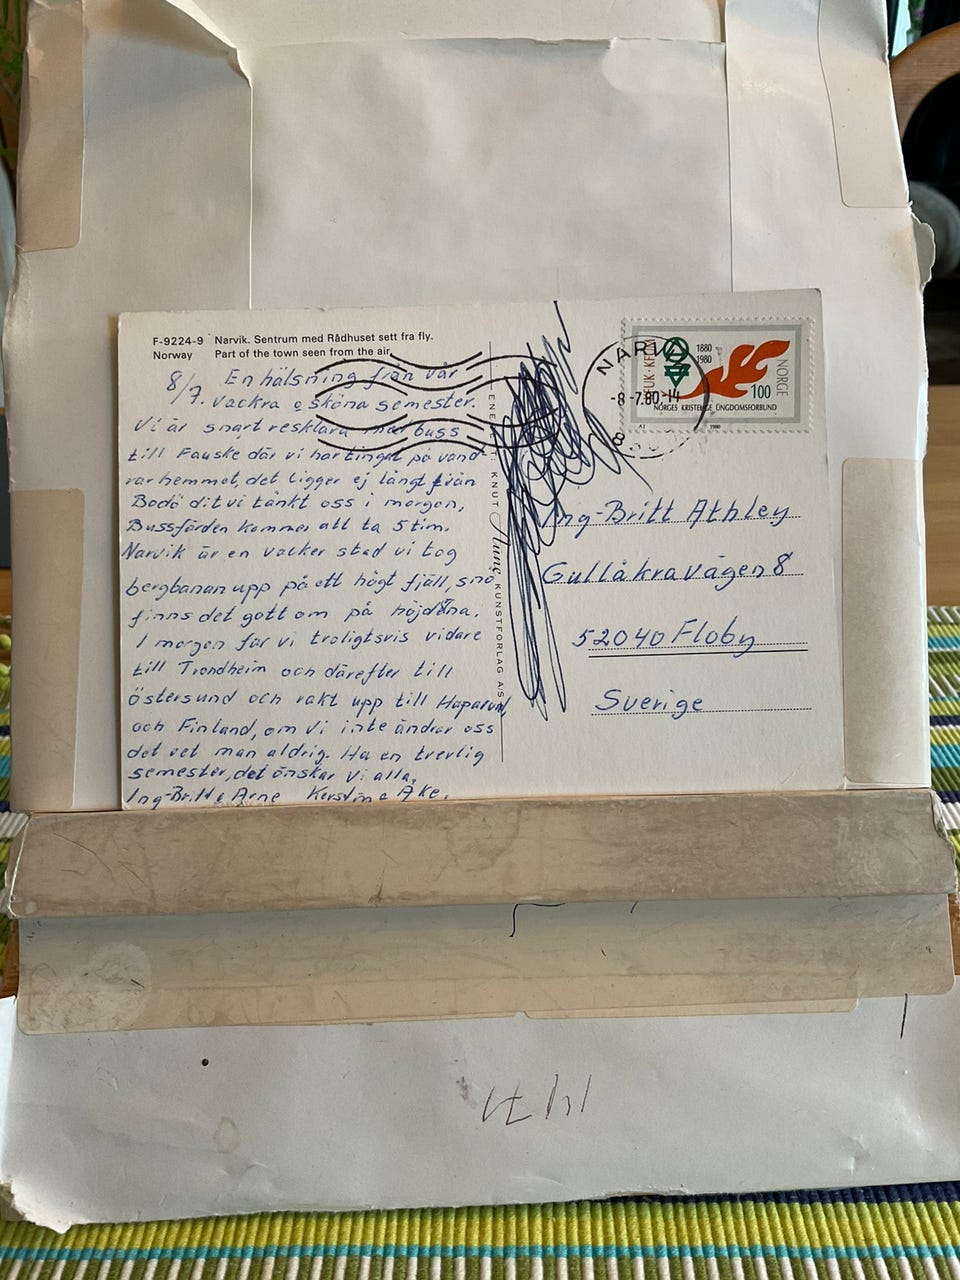 F-9224-9 Narvik. Sentrum med Rådhuset sett fra fly.
Norway Part of the town seen from the air.
8/7. En hälsning från vår
vackra o sköna semester.
Vi är snart resklara med buss
till Fauske där vi har tingat på vand-
rarhemmet, det ligger ej långt från
Bodö dit vi tänkt oss i morgon,
Bussfärden kommer att ta 5 tim.
Narvik är en vacker stad vi tog
bergbanan upp på ett högt fjäll, snö
finns det gott om på höjderna.
I morgon far vi troligtsvis vidare
till Trondheim och därefter till
Östersund och rakt upp till Haparand
och Finland, om vi inte ändrar oss
det vet man aldrig. Ha en trevlig
semester, det önskar vi alla,
Ing-Britt, Arne Kerstin o Åke.
KNUT Aune KUNSTFORLAG A/S
NARVIK
-8-7.80-14
KFUK-KFUM
1880
1980
NORGE
100
NORGES KRISTELIGE UNGDOMSFORBUND
1980
Ing-Britt Athley
Gullåkravägen 8
52040 Floby
Sverige